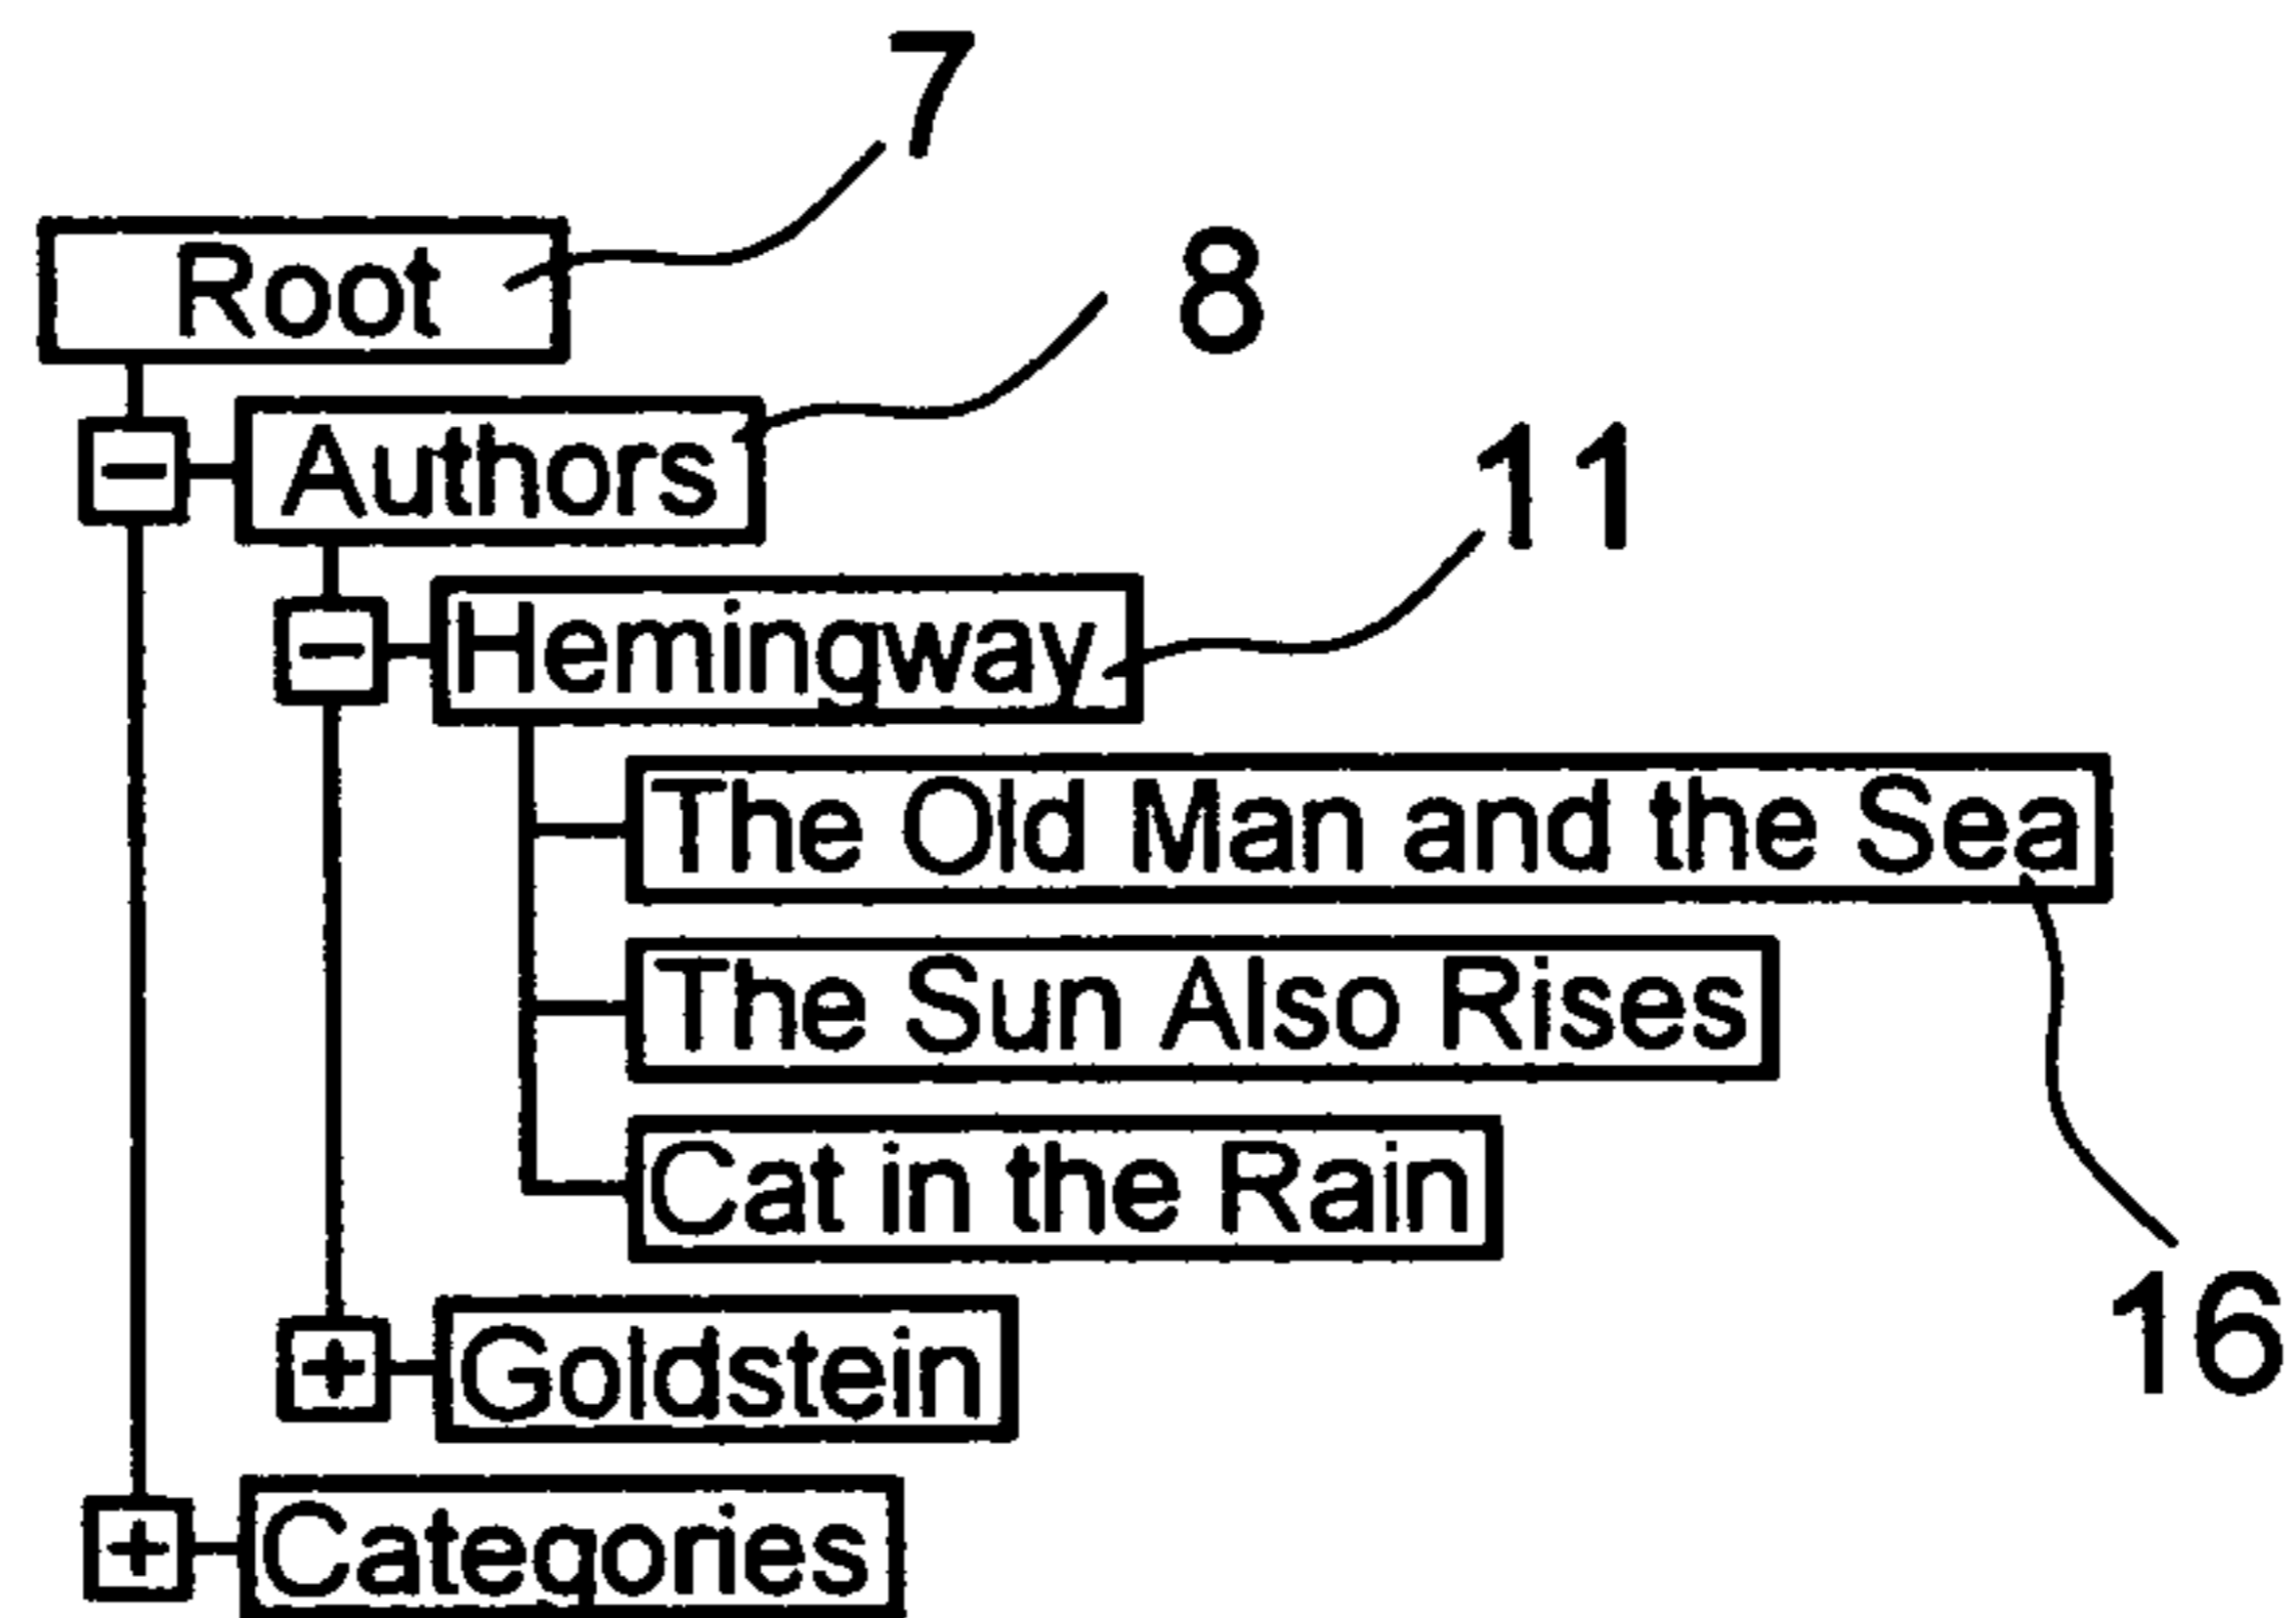 7
Root
8
Authors
11
Hemingway
The Old Man and the Sea
The Sun Also Rises
Cat in the Rain
16
Goldstein
Categories